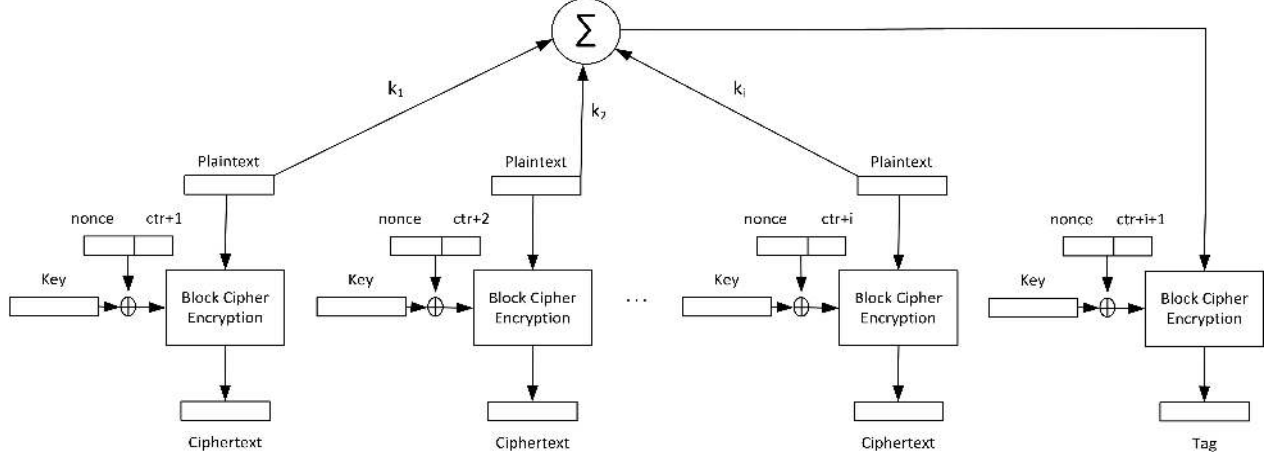 Σ
k₁
k₂
kᵢ
Plaintext
Plaintext
Plaintext
nonce ctr+1
nonce ctr+2
nonce ctr+i
nonce ctr+i+1
Key
Key
Key
Key
Block Cipher
Encryption
Block Cipher
Encryption
...
Block Cipher
Encryption
Block Cipher
Encryption
Ciphertext
Ciphertext
Ciphertext
Tag